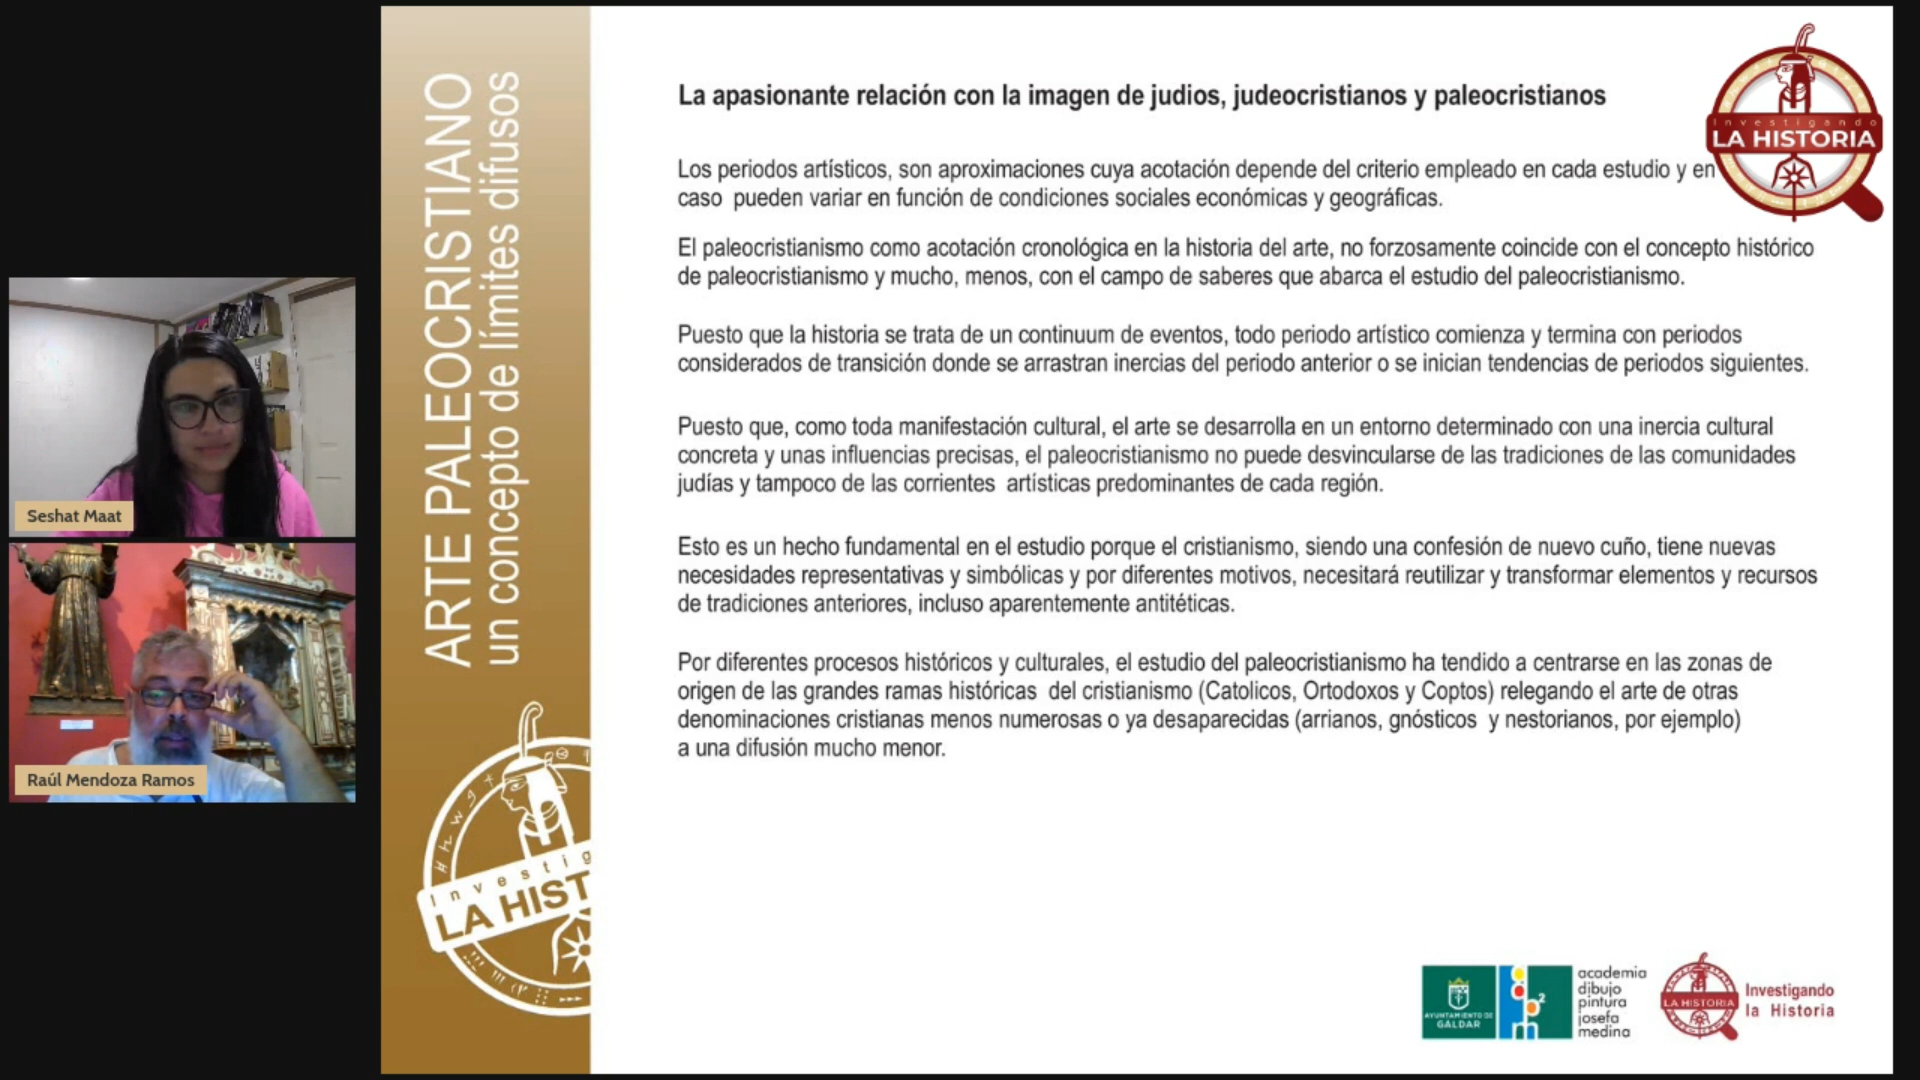 ARTE PALEOCRISTIANO
un concepto de límites difusos
La apasionante relación con la imagen de judios, judeocristianos y paleocristianos
Los periodos artísticos, son aproximaciones cuya acotación depende del criterio empleado en cada estudio y en
caso pueden variar en función de condiciones sociales económicas y geográficas.
El paleocristianismo como acotación cronológica en la historia del arte, no forzosamente coincide con el concepto histórico
de paleocristianismo y mucho, menos, con el campo de saberes que abarca el estudio del paleocristianismo.
Puesto que la historia se trata de un continuum de eventos, todo periodo artístico comienza y termina con periodos
considerados de transición donde se arrastran inercias del periodo anterior o se inician tendencias de periodos siguientes.
Puesto que, como toda manifestación cultural, el arte se desarrolla en un entorno determinado con una inercia cultural
concreta y unas influencias precisas, el paleocristianismo no puede desvincularse de las tradiciones de las comunidades
judías y tampoco de las corrientes artísticas predominantes de cada región.
Esto es un hecho fundamental en el estudio porque el cristianismo, siendo una confesión de nuevo cuño, tiene nuevas
necesidades representativas y simbólicas y por diferentes motivos, necesitará reutilizar y transformar elementos y recursos
de tradiciones anteriores, incluso aparentemente antitéticas.
Por diferentes procesos históricos y culturales, el estudio del paleocristianismo ha tendido a centrarse en las zonas de
origen de las grandes ramas históricas del cristianismo (Catolicos, Ortodoxos y Coptos) relegando el arte de otras
denominaciones cristianas menos numerosas o ya desaparecidas (arrianos, gnósticos y nestorianos, por ejemplo)
a una difusión mucho menor.
Investigando
LA HISTORIA
Seshat Maat
Raúl Mendoza Ramos
Investig
LA HIST
AYUNTAMIENTO DE
GÁLDAR
academia
dibujo
pintura
josefa
medina
LA HISTORIA
Investigando
la Historia